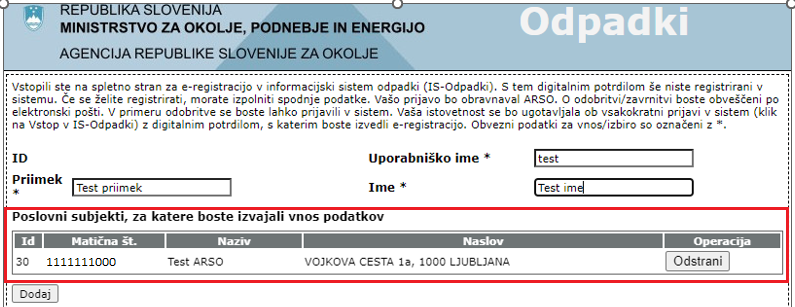 REPUBLIKA SLOVENIJA
MINISTRSTVO ZA OKOLJE, PODNEBJE IN ENERGIJO
AGENCIJA REPUBLIKE SLOVENIJE ZA OKOLJE
Odpadki
Vstopili ste na spletno stran za e-registracijo v informacijski sistem odpadki (IS-Odpadki). S tem digitalnim potrdilom še niste registrirani v
sistemu. Če se želite registrirati, morate izpolniti spodnje podatke. Vašo prijavo bo obravnaval ARSO. O odobritvi/zavrnitvi boste obveščeni po
elektronski pošti. V primeru odobritve se boste lahko prijavili v sistem. Vaša istovetnost se bo ugotavljala ob vsakokratni prijavi v sistem (klik
na Vstop v IS-Odpadki) z digitalnim potrdilom, s katerim boste izvedli e-registracijo. Obvezni podatki za vnos/izbiro so označeni z *.
ID Uporabniško ime * test
Priimek * Test priimek Ime * Test ime
Poslovni subjekti, za katere boste izvajali vnos podatkov
Id Matična št. Naziv Naslov Operacija
30 1111111000 Test ARSO VOJKOVA CESTA 1a, 1000 LJUBLJANA Odstrani
Dodaj